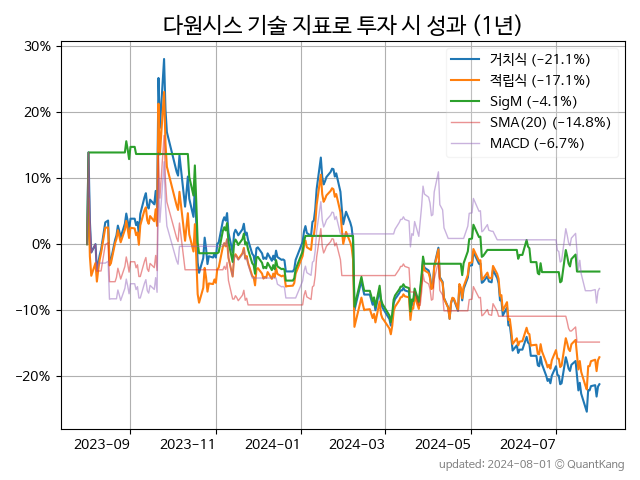 다원시스 기술 지표로 투자 시 성과 (1년)
30%
20%
10%
0%
−10%
−20%
거치식 (−21.1%)
적립식 (−17.1%)
SigM (−4.1%)
SMA(20) (−14.8%)
MACD (−6.7%)
2023-09 2023-11 2024-01 2024-03 2024-05 2024-07
updated: 2024-08-01 © QuantKang